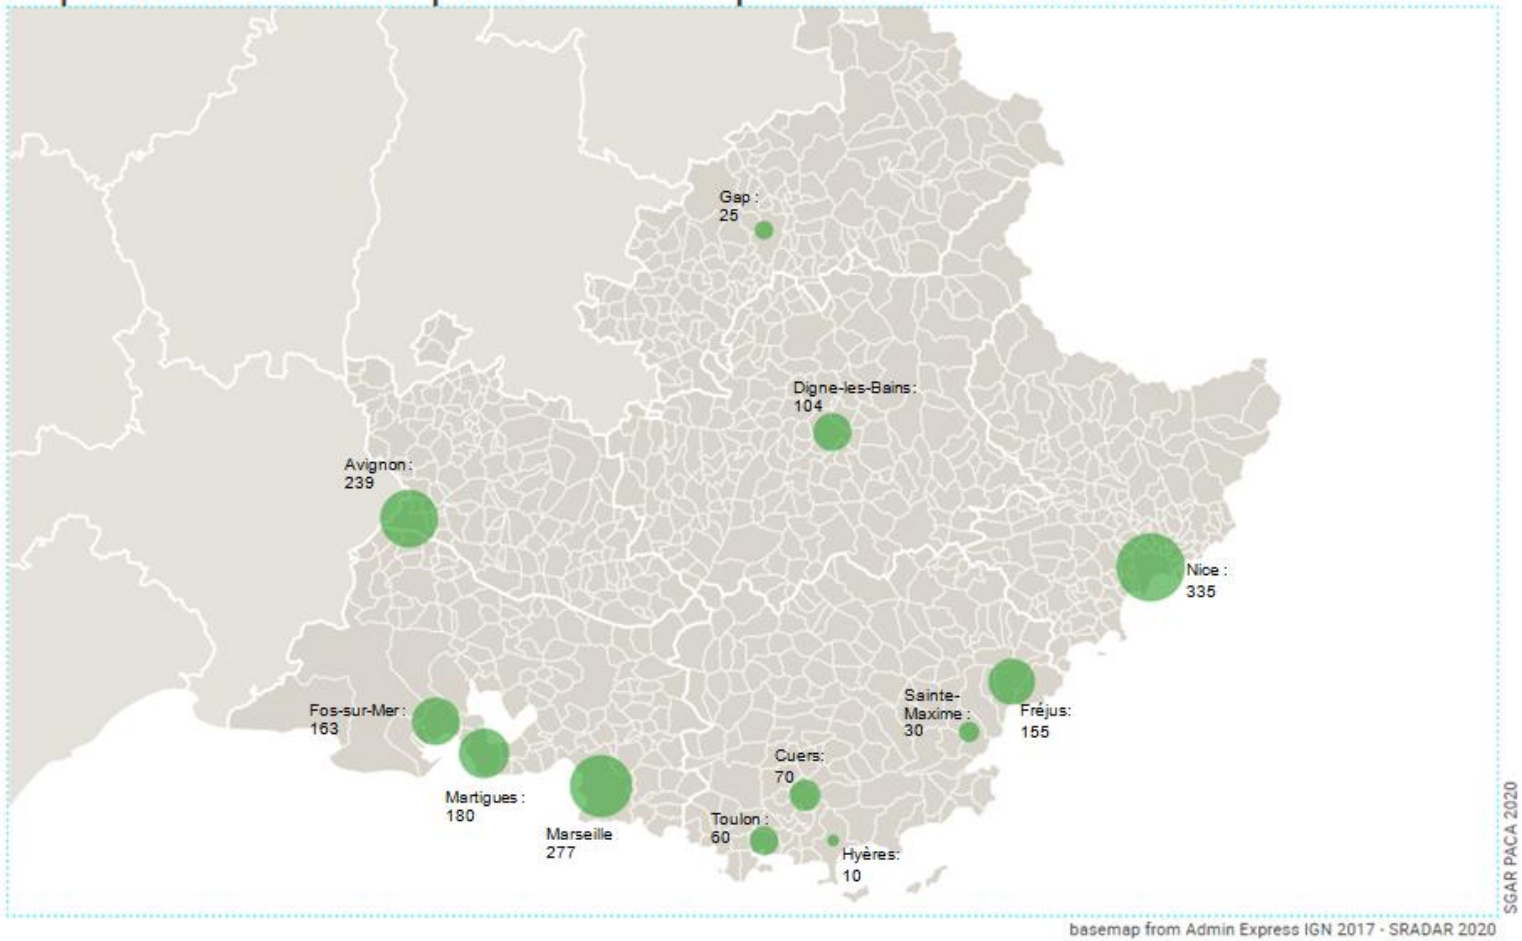 Gap :
25
Digne-les-Bains:
104
Avignon :
239
Nice :
335
Sainte-
Maxime :
30
Fréjus:
155
Fos-sur-Mer :
163
Cuers:
70
Martigues :
180
Toulon :
60
Marseille
277
Hyères:
10
SGAR PACA 2020
basemap from Admin Express IGN 2017 - SRADAR 2020